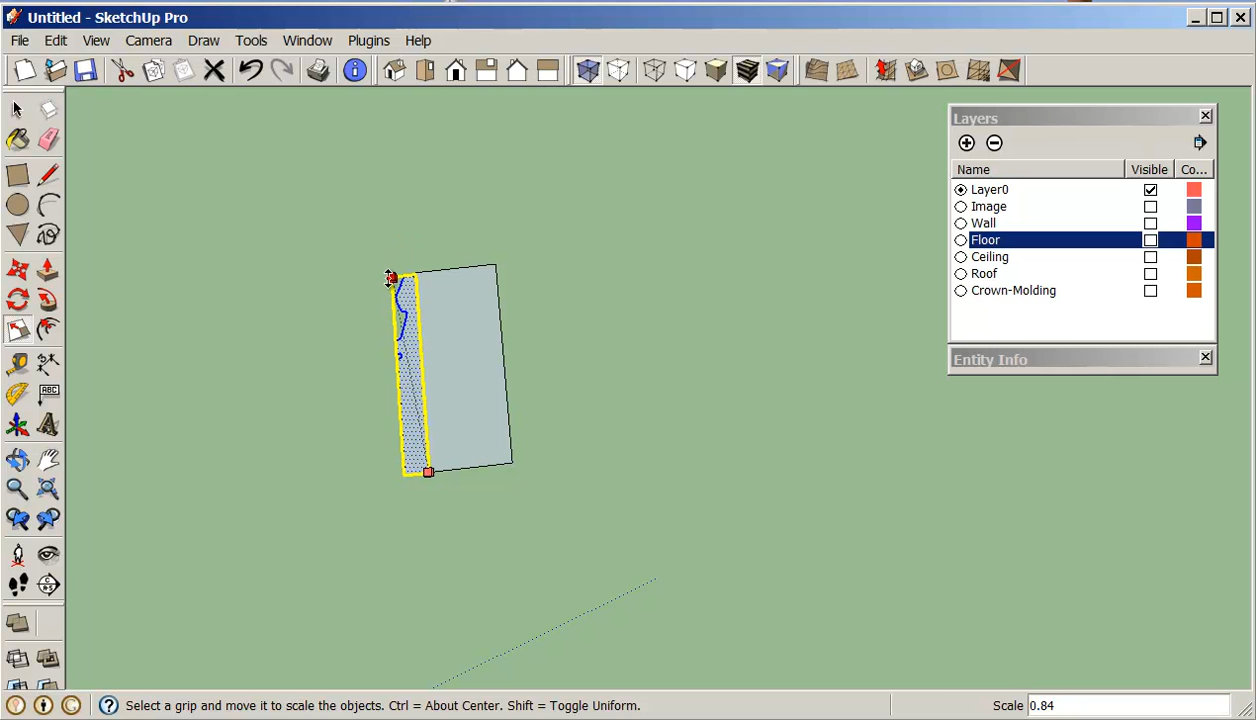 Untitled - SketchUp Pro
File Edit View Camera Draw Tools Window Plugins Help
Layers
Name Visible Co...
Layer0
Image
Wall
Floor
Ceiling
Roof
Crown-Molding
Entity Info
ABC
Select a grip and move it to scale the objects. Ctrl = About Center. Shift = Toggle Uniform.
Scale 0.84